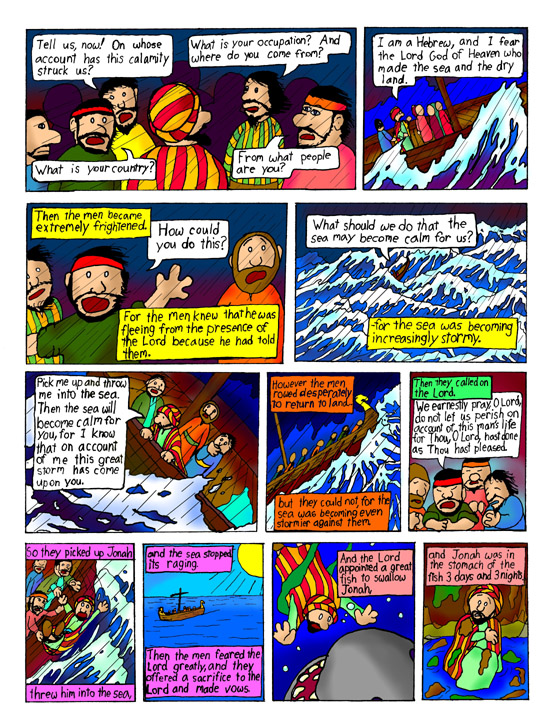 Tell us, now! On whose
account has this calamity
struck us?
What is your occupation? And
where do you come from?
What is your country?
From what people
are you?
I am a Hebrew, and I fear
the Lord God of Heaven who
made the sea and the dry
land.
Then the men became
extremely frightened.
How could
you do this?
For the men knew that he was
fleeing from the presence of
the Lord because he had told
them.
What should we do that the
sea may become calm for us?
-for the sea was becoming
increasingly stormy.
Pick me up and throw
me into the sea.
Then the sea will
become calm for
you, for I know
that on account
of me this great
storm has come
upon you.
However the men
rowed desperately
to return to land.
but they could not, for the
sea was becoming even
stormier against them.
Then they called on
the Lord.
We earnestly pray, O Lord,
do not let us perish on
account of this man's life
for Thou, O Lord, hast done
as Thou hast pleased.
So they picked up Jonah
threw him into the sea,
and the sea stopped
its raging.
Then the men feared the
Lord greatly, and they
offered a sacrifice to the
Lord and made vows.
And the Lord
appointed a great
fish to swallow
Jonah,
and Jonah was in
the stomach of the
fish 3 days and 3 nights.